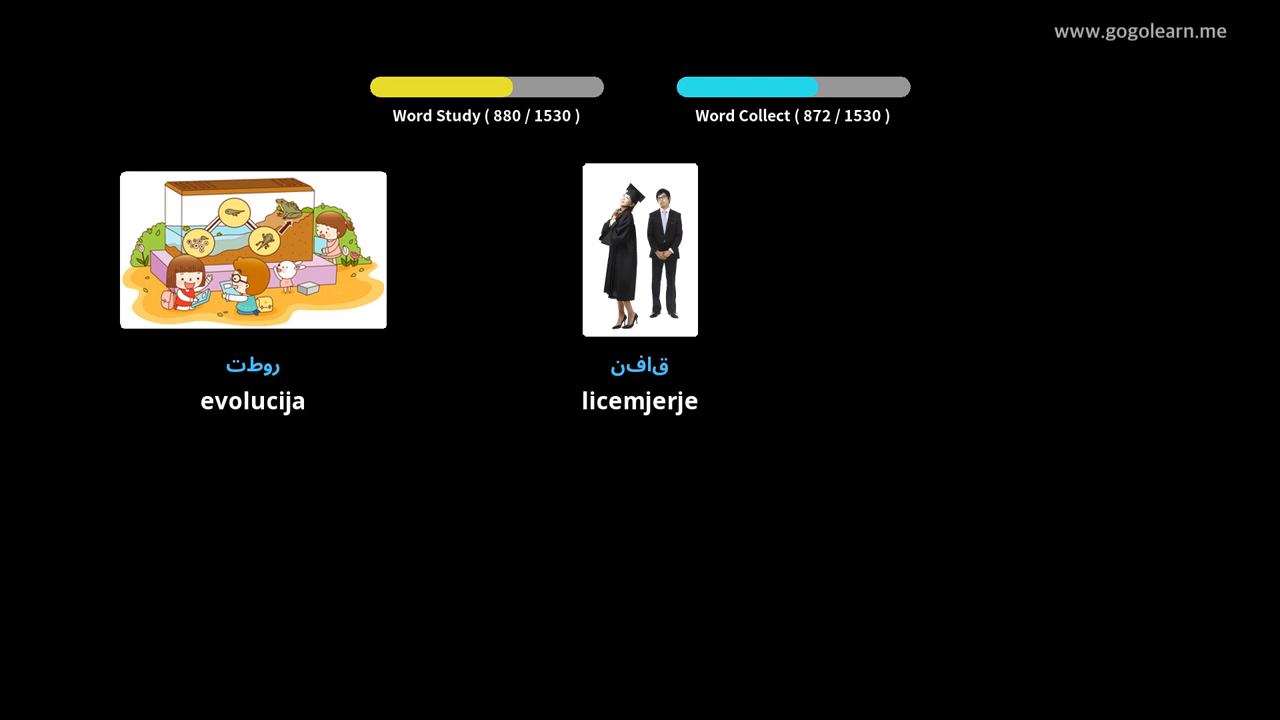 www.gogolearn.me
Word Study ( 880 / 1530 )
Word Collect ( 872 / 1530 )
روطت
evolucija
قافن
licemjerje